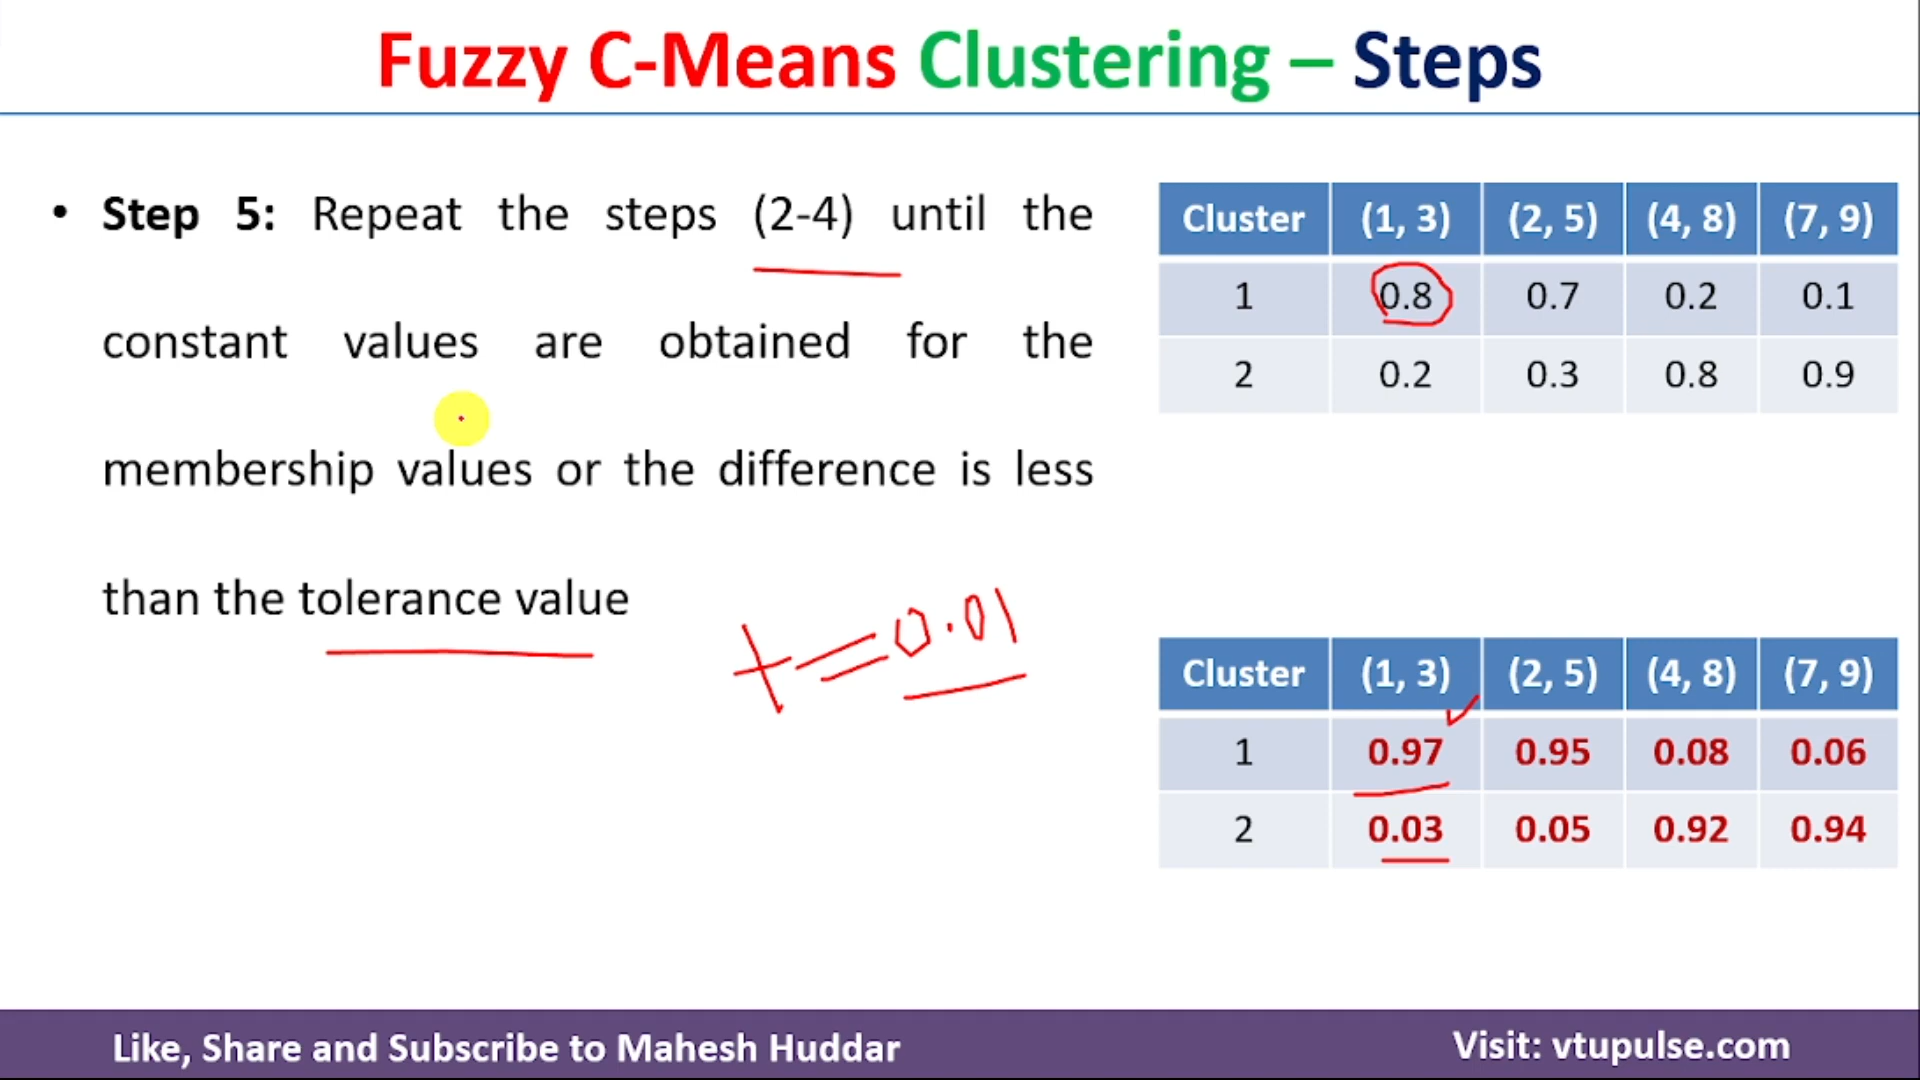 Fuzzy C-Means Clustering – Steps
• Step 5: Repeat the steps (2-4) until the
constant values are obtained for the
membership values or the difference is less
than the tolerance value
t=0.01
Cluster (1, 3) (2, 5) (4, 8) (7, 9)
1 0.8 0.7 0.2 0.1
2 0.2 0.3 0.8 0.9
Cluster (1, 3) (2, 5) (4, 8) (7, 9)
1 0.97 0.95 0.08 0.06
2 0.03 0.05 0.92 0.94
Like, Share and Subscribe to Mahesh Huddar
Visit: vtupulse.com